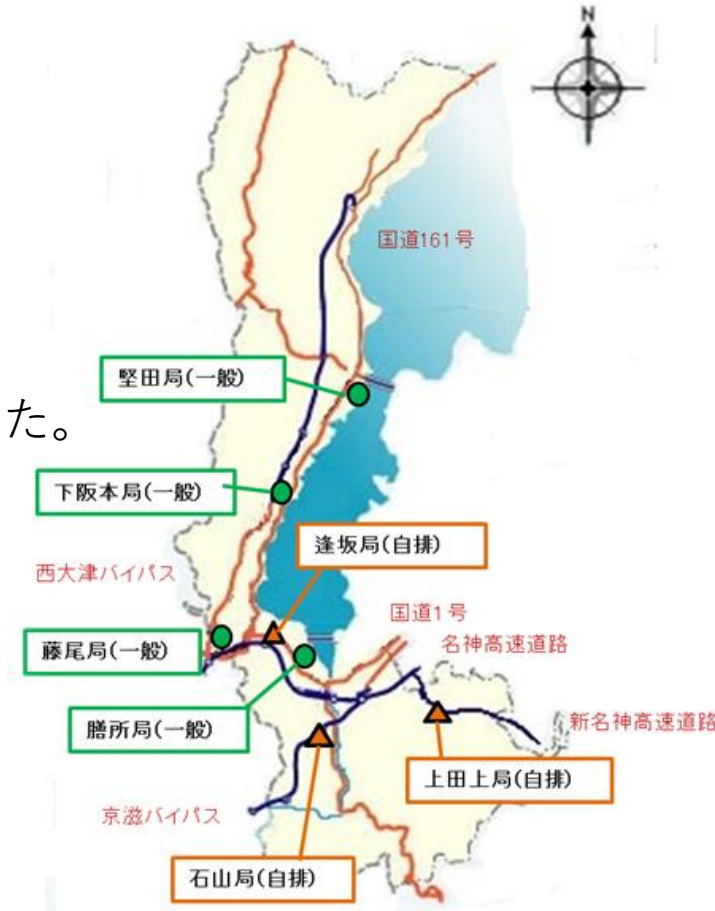 N
国道161号
堅田局(一般)
た。
下阪本局(一般)
逢坂局(自排)
西大津バイパス
国道1号
藤尾局(一般)
名神高速道路
膳所局(一般)
新名神高速道路
上田上局(自排)
京滋バイパス
石山局(自排)